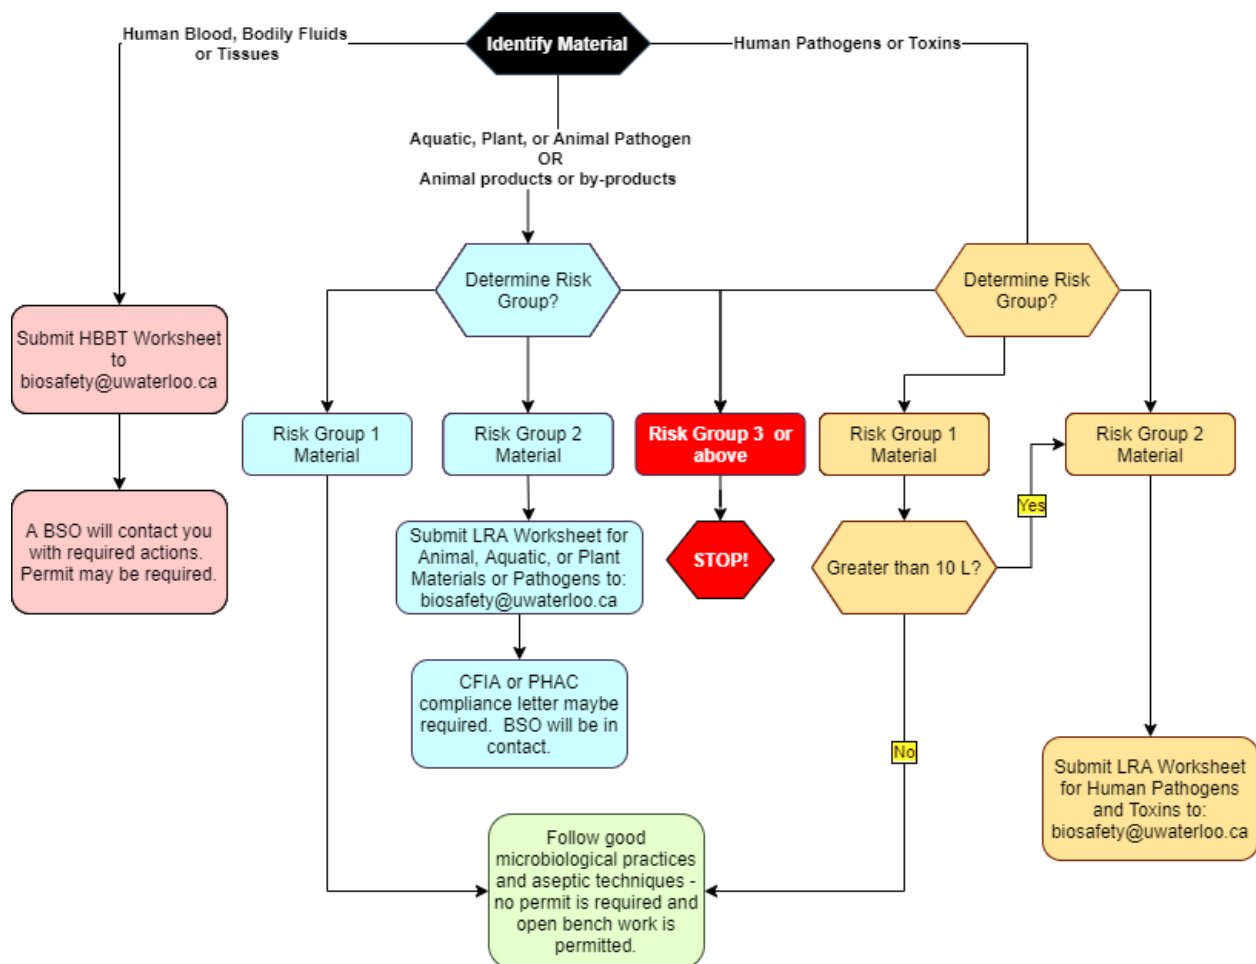 Human Blood, Bodily Fluids
or Tissues
Identify Material
Human Pathogens or Toxins
Aquatic, Plant, or Animal Pathogen
OR
Animal products or by-products
Determine Risk
Group?
Determine Risk
Group?
Submit HBBT Worksheet
to
biosafety@uwaterloo.ca
Risk Group 1
Material
Risk Group 2
Material
Risk Group 3 or
above
Risk Group 1
Material
Risk Group 2
Material
A BSO will contact you
with required actions.
Permit may be required.
Submit LRA Worksheet for
Animal, Aquatic, or Plant
Materials or Pathogens to:
biosafety@uwaterloo.ca
STOP!
Greater than 10 L?
Yes
CFIA or PHAC
compliance letter maybe
required. BSO will be in
contact.
No
Submit LRA Worksheet
for Human Pathogens
and Toxins to:
biosafety@uwaterloo.ca
Follow good
microbiological practices
and aseptic techniques -
no permit is required and
open bench work is
permitted.